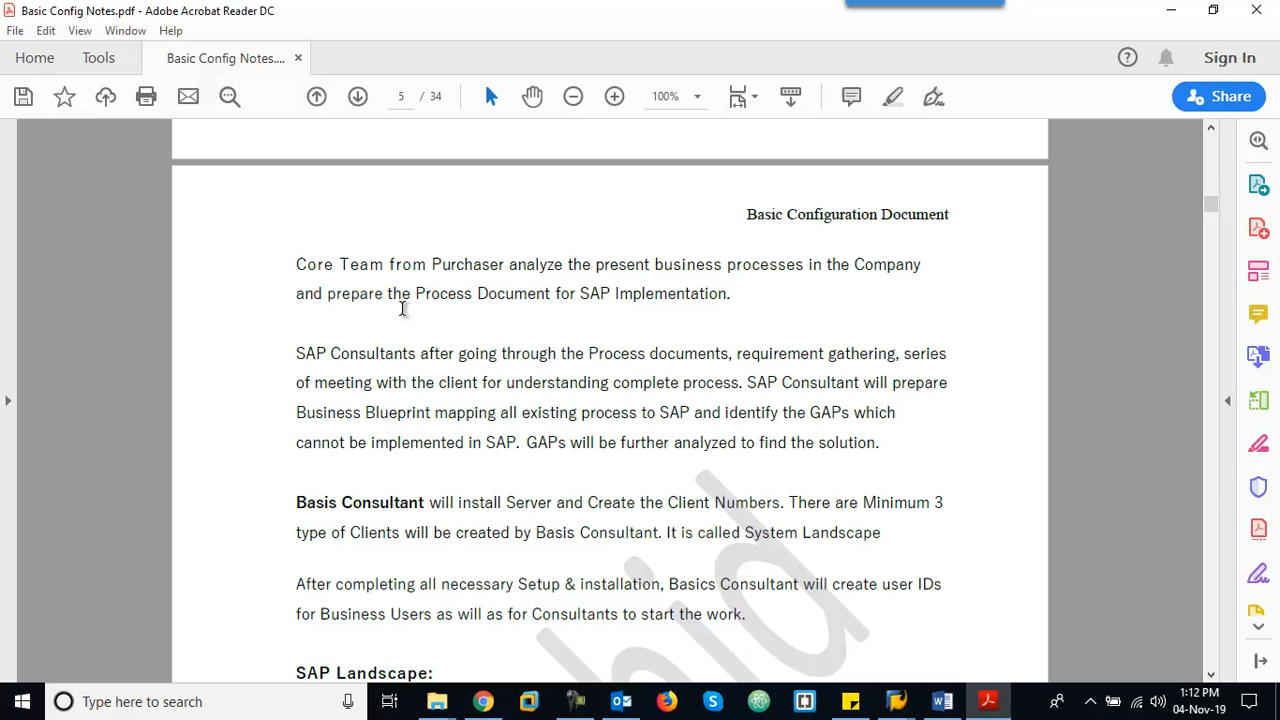 Basic Config Notes.pdf - Adobe Acrobat Reader DC
File Edit View Window Help
Home Tools Basic Config Notes.... Sign In
5 / 34 100% Share
Basic Configuration Document
Core Team from Purchaser analyze the present business processes in the Company
and prepare the Process Document for SAP Implementation.
SAP Consultants after going through the Process documents, requirement gathering, series
of meeting with the client for understanding complete process. SAP Consultant will prepare
Business Blueprint mapping all existing process to SAP and identify the GAPs which
cannot be implemented in SAP. GAPs will be further analyzed to find the solution.
Basis Consultant will install Server and Create the Client Numbers. There are Minimum 3
type of Clients will be created by Basis Consultant. It is called System Landscape
After completing all necessary Setup & installation, Basics Consultant will create user IDs
for Business Users as will as for Consultants to start the work.
SAP Landscape:
Type here to search
1:12 PM
04-Nov-19